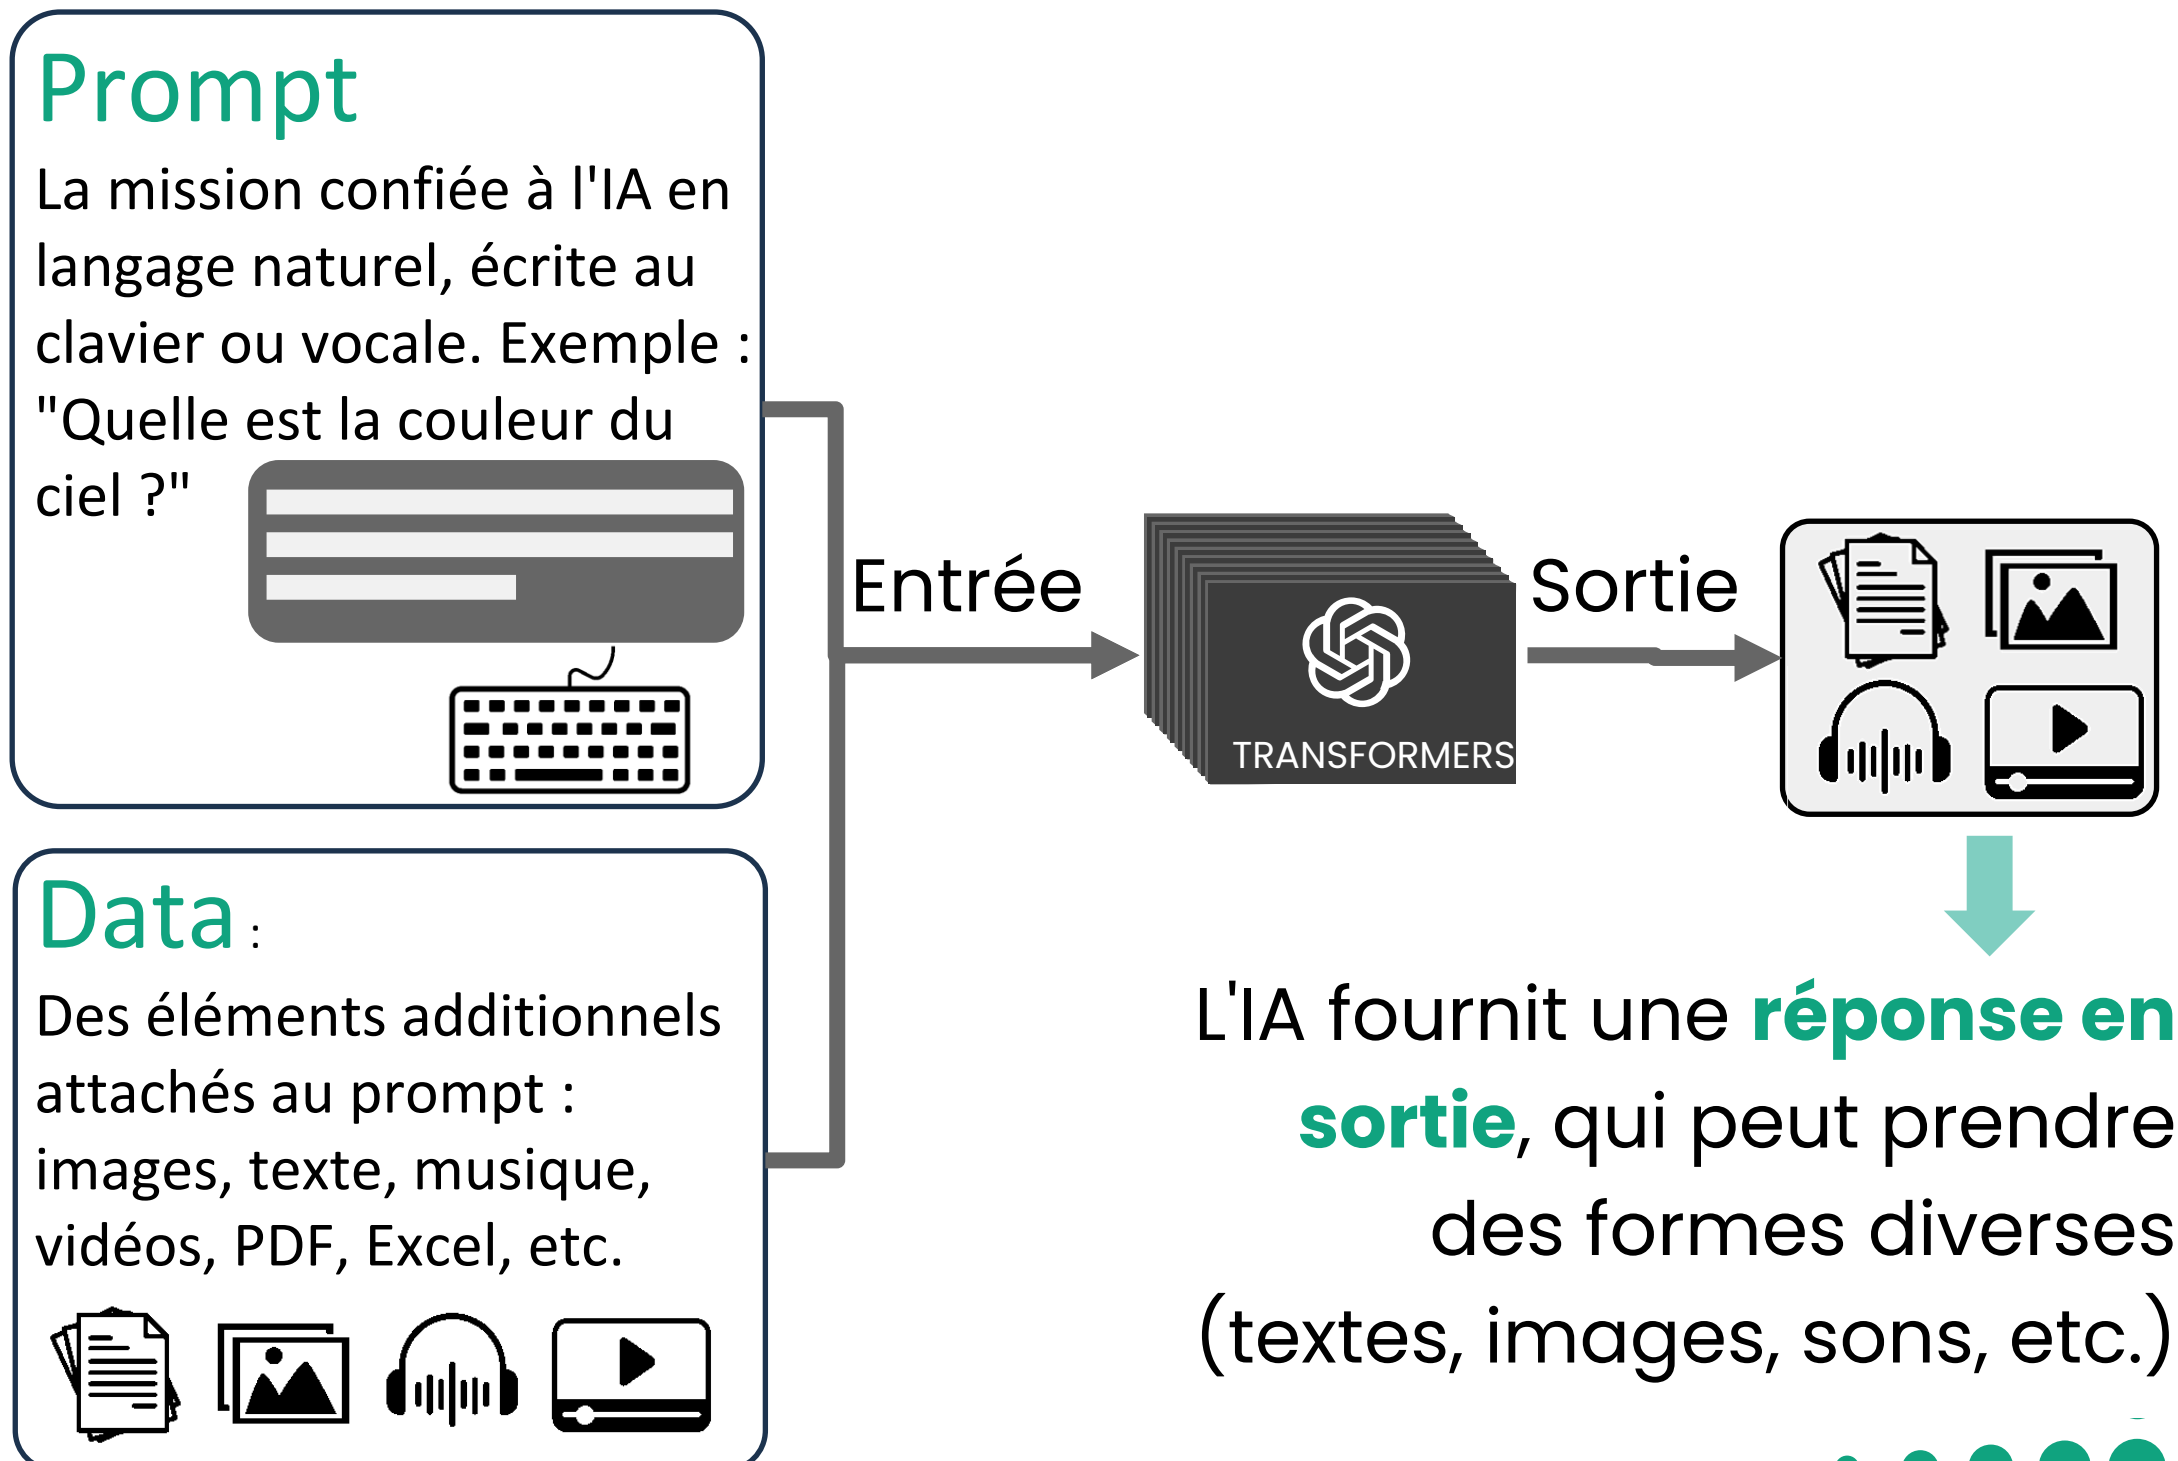 Prompt
La mission confiée à l'IA en
langage naturel, écrite au
clavier ou vocale. Exemple :
"Quelle est la couleur du
ciel ?"
Data :
Des éléments additionnels
attachés au prompt :
images, texte, musique,
vidéos, PDF, Excel, etc.
Entrée
TRANSFORMERS
Sortie
L'IA fournit une réponse en
sortie, qui peut prendre
des formes diverses
(textes, images, sons, etc.)